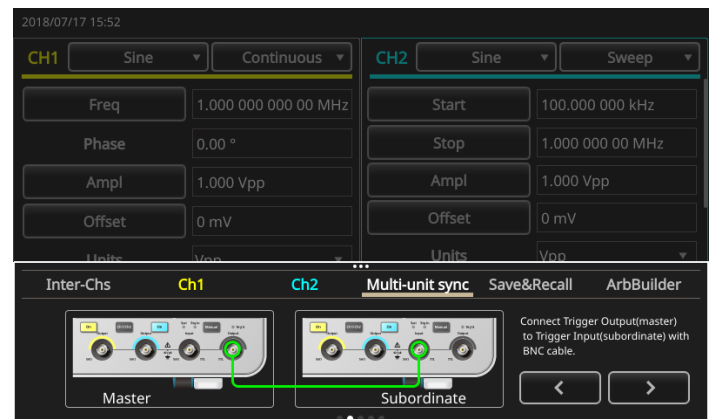 2018/07/17 15:52
CH1 Sine Continuous
CH2 Sine Sweep
Freq 1.000 000 000 00 MHz
Start 100.000 000 kHz
Phase 0.00 °
Stop 1.000 000 00 MHz
Ampl 1.000 Vpp
Ampl 1.000 Vpp
Offset 0 mV
Offset 0 mV
Units Vpp
Units Vpp
Inter-Chs Ch1 Ch2 Multi-unit sync Save&Recall ArbBuilder
Connect Trigger Output(master)
to Trigger Input(subordinate) with
BNC cable.
Master
Subordinate